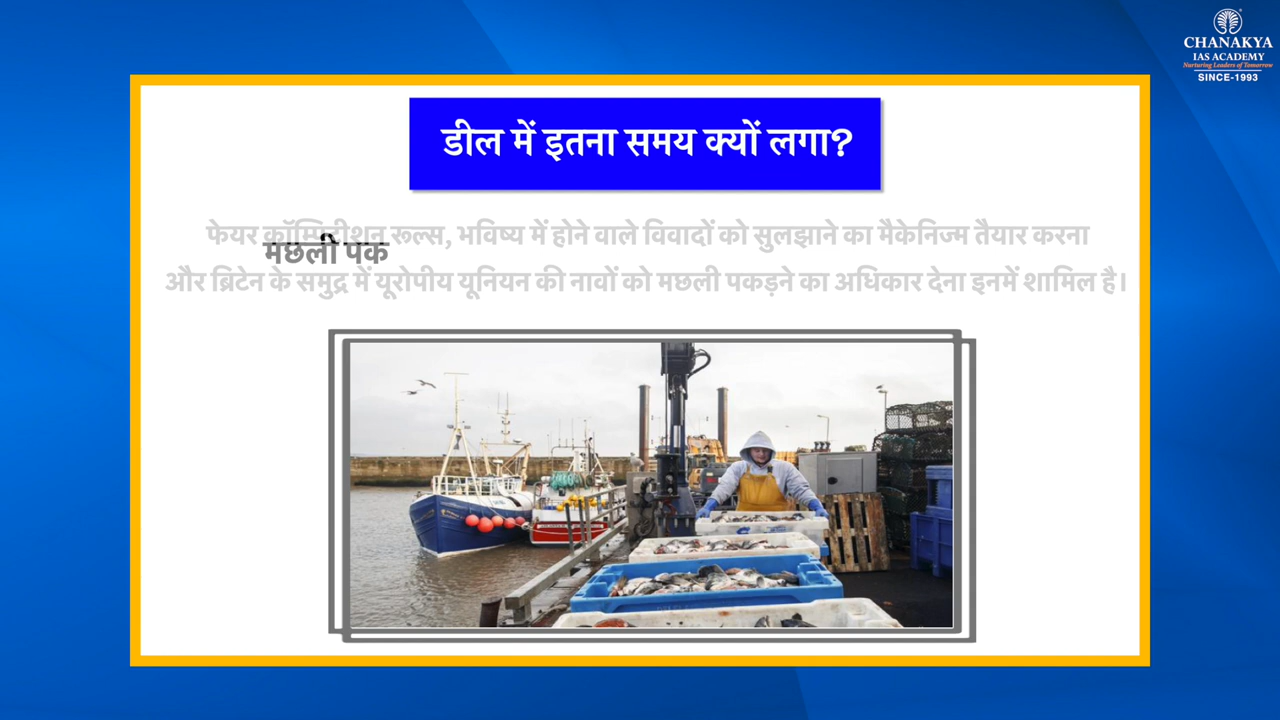 CHANAKYA
IAS ACADEMY
Nurturing Leaders of Tomorrow
SINCE-1993
डील में इतना समय क्यों लगा?
फेयर कॉम्पिटीशन रूल्स, भविष्य में होने वाले विवादों को सुलझाने का मैकेनिज्म तैयार करना
मछली पक
और ब्रिटेन के समुद्र में यूरोपीय यूनियन की नावों को मछली पकड़ने का अधिकार देना इनमें शामिल है।